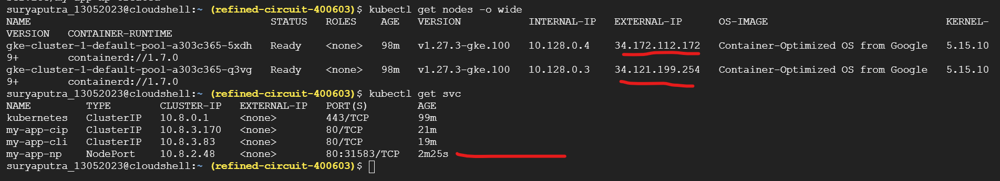 suryaputra_13052023@cloudshell:~ (refined-circuit-400603)$ kubectl get nodes -o wide
NAME STATUS ROLES AGE VERSION INTERNAL-IP EXTERNAL-IP OS-IMAGE KERNEL-
VERSION CONTAINER-RUNTIME
gke-cluster-1-default-pool-a303c365-5xdh Ready <none> 98m v1.27.3-gke.100 10.128.0.4 34.172.112.172 Container-Optimized OS from Google 5.15.10
9+ containerd://1.7.0
gke-cluster-1-default-pool-a303c365-q3vg Ready <none> 98m v1.27.3-gke.100 10.128.0.3 34.121.199.254 Container-Optimized OS from Google 5.15.10
9+ containerd://1.7.0
suryaputra_13052023@cloudshell:~ (refined-circuit-400603)$ kubectl get svc
NAME TYPE CLUSTER-IP EXTERNAL-IP PORT(S) AGE
kubernetes ClusterIP 10.8.0.1 <none> 443/TCP 99m
my-app-cip ClusterIP 10.8.3.170 <none> 80/TCP 21m
my-app-cli ClusterIP 10.8.3.83 <none> 80/TCP 19m
my-app-np NodePort 10.8.2.48 <none> 80:31583/TCP 2m25s
suryaputra_13052023@cloudshell:~ (refined-circuit-400603)$